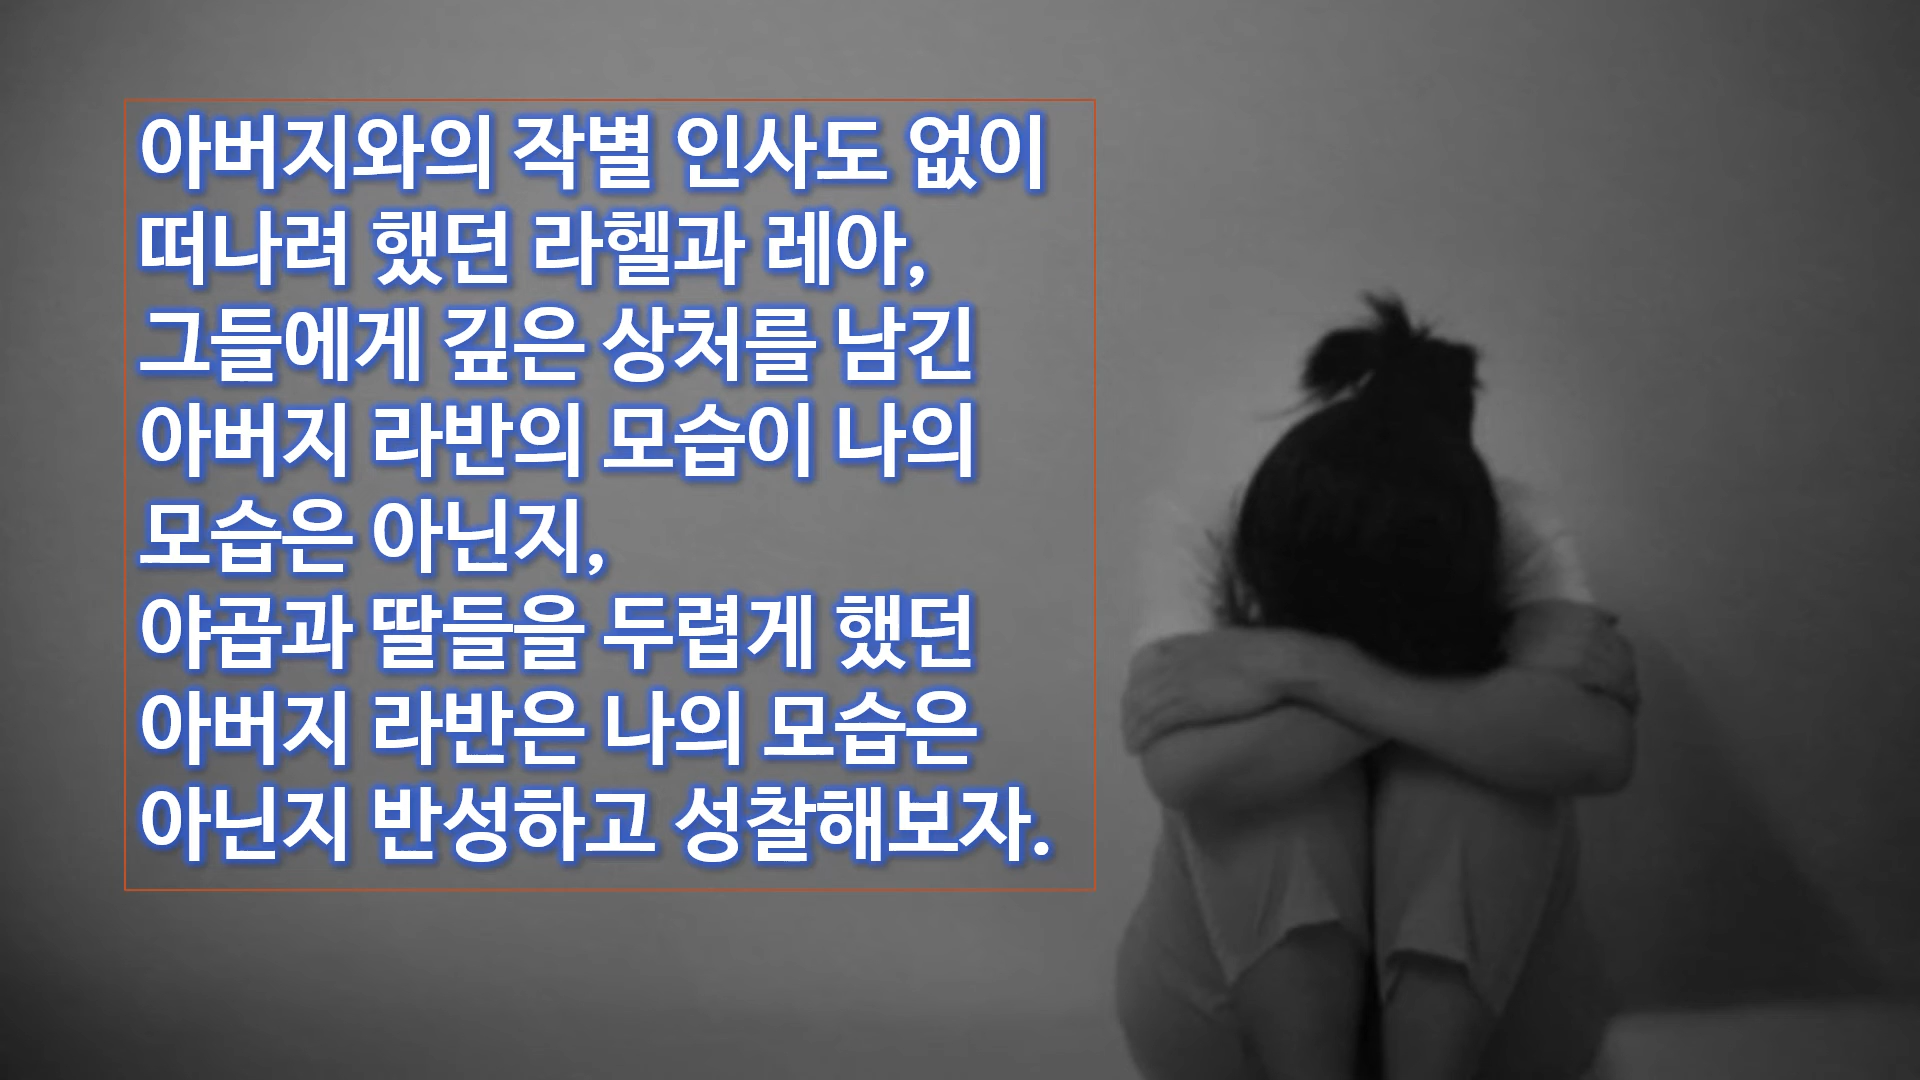 아버지와의 작별 인사도 없이
떠나려 했던 라헬과 레아,
그들에게 깊은 상처를 남긴
아버지 라반의 모습이 나의
모습은 아닌지,
야곱과 딸들을 두렵게 했던
아버지 라반은 나의 모습은
아닌지 반성하고 성찰해보자.